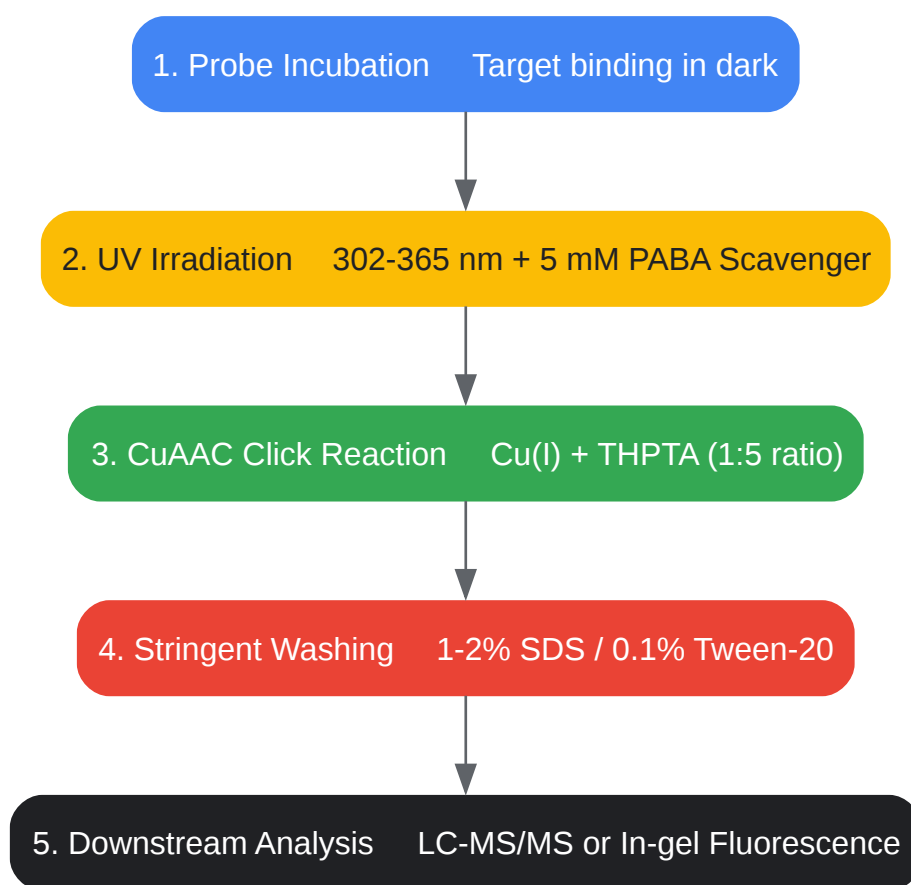 1. Probe Incubation Target binding in dark
2. UV Irradiation 302-365 nm + 5 mM PABA Scavenger
3. CuAAC Click Reaction Cu(I) + THPTA (1:5 ratio)
4. Stringent Washing 1-2% SDS / 0.1% Tween-20
5. Downstream Analysis LC-MS/MS or In-gel Fluorescence